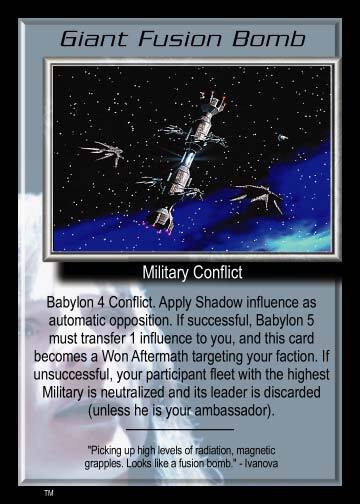 Giant Fusion Bomb
Military Conflict
Babylon 4 Conflict. Apply Shadow influence as
automatic opposition. If successful, Babylon 5
must transfer 1 influence to you, and this card
becomes a Won Aftermath targeting your faction. If
unsuccessful, your participant fleet with the highest
Military is neutralized and its leader is discarded
(unless he is your ambassador).
"Picking up high levels of radiation, magnetic
grapples. Looks like a fusion bomb." - Ivanova
TM